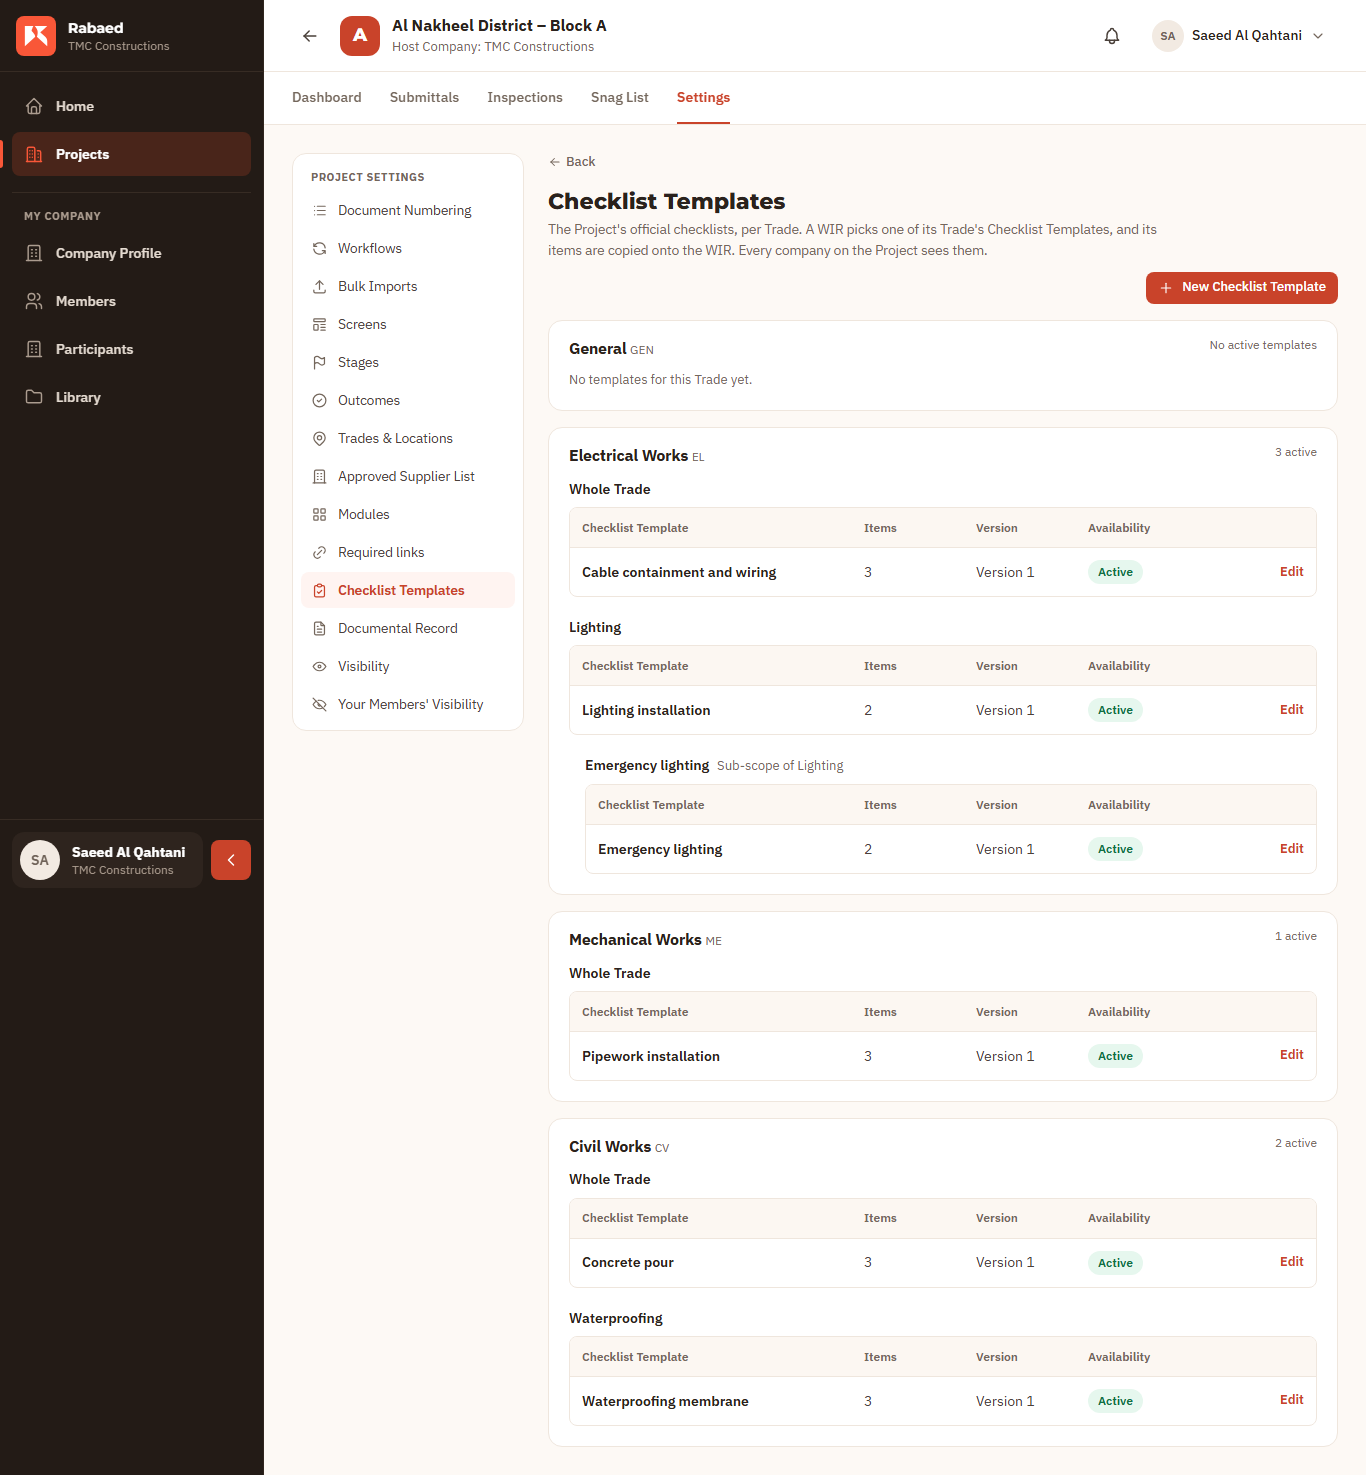 Rabaed
TMC Constructions
Home
Projects
MY COMPANY
Company Profile
Members
Participants
Library
SA
Saeed Al Qahtani
TMC Constructions
A
Al Nakheel District – Block A
Host Company: TMC Constructions
SA
Saeed Al Qahtani
Dashboard
Submittals
Inspections
Snag List
Settings
PROJECT SETTINGS
Document Numbering
Workflows
Bulk Imports
Screens
Stages
Outcomes
Trades & Locations
Approved Supplier List
Modules
Required links
Checklist Templates
Documental Record
Visibility
Your Members' Visibility
Back
Checklist Templates
The Project's official checklists, per Trade. A WIR picks one of its Trade's Checklist Templates, and its
items are copied onto the WIR. Every company on the Project sees them.
New Checklist Template
General GEN
No active templates
No templates for this Trade yet.
Electrical Works EL
3 active
Whole Trade
Checklist Template Items Version Availability
Cable containment and wiring 3 Version 1 Active Edit
Lighting
Checklist Template Items Version Availability
Lighting installation 2 Version 1 Active Edit
Emergency lighting Sub-scope of Lighting
Checklist Template Items Version Availability
Emergency lighting 2 Version 1 Active Edit
Mechanical Works ME
1 active
Whole Trade
Checklist Template Items Version Availability
Pipework installation 3 Version 1 Active Edit
Civil Works CV
2 active
Whole Trade
Checklist Template Items Version Availability
Concrete pour 3 Version 1 Active Edit
Waterproofing
Checklist Template Items Version Availability
Waterproofing membrane 3 Version 1 Active Edit